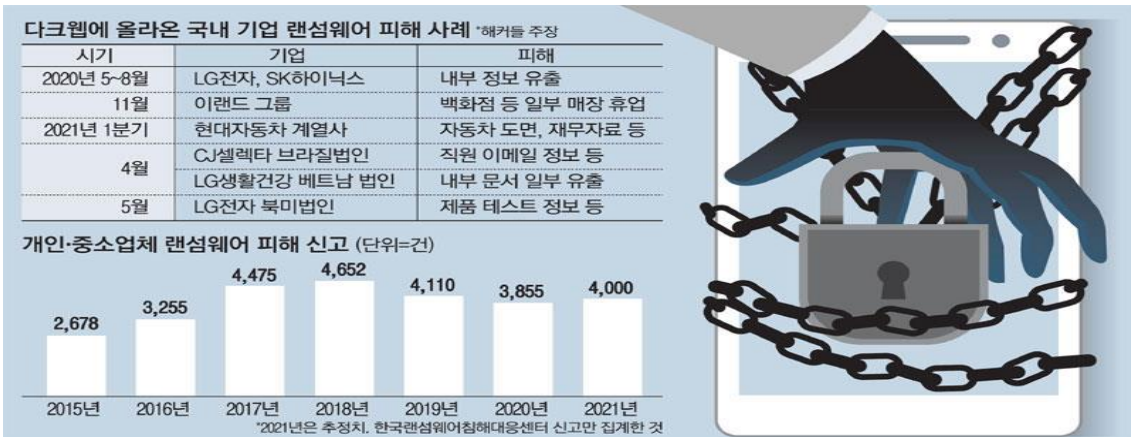 다크웹에 올라온 국내 기업 랜섬웨어 피해 사례 *해커들 주장
시기 기업 피해
2020년 5~8월 LG전자, SK하이닉스 내부 정보 유출
11월 이랜드 그룹 백화점 등 일부 매장 휴업
2021년 1분기 현대자동차 계열사 자동차 도면, 재무자료 등
4월 CJ셀렉타 브라질법인 직원 이메일 정보 등
LG생활건강 베트남 법인 내부 문서 일부 유출
5월 LG전자 북미법인 제품 테스트 정보 등
개인·중소업체 랜섬웨어 피해 신고 (단위=건)
2,678 3,255 4,475 4,652 4,110 3,855 4,000
2015년 2016년 2017년 2018년 2019년 2020년 2021년
*2021년은 추정치, 한국랜섬웨어침해대응센터 신고만 집계한 것